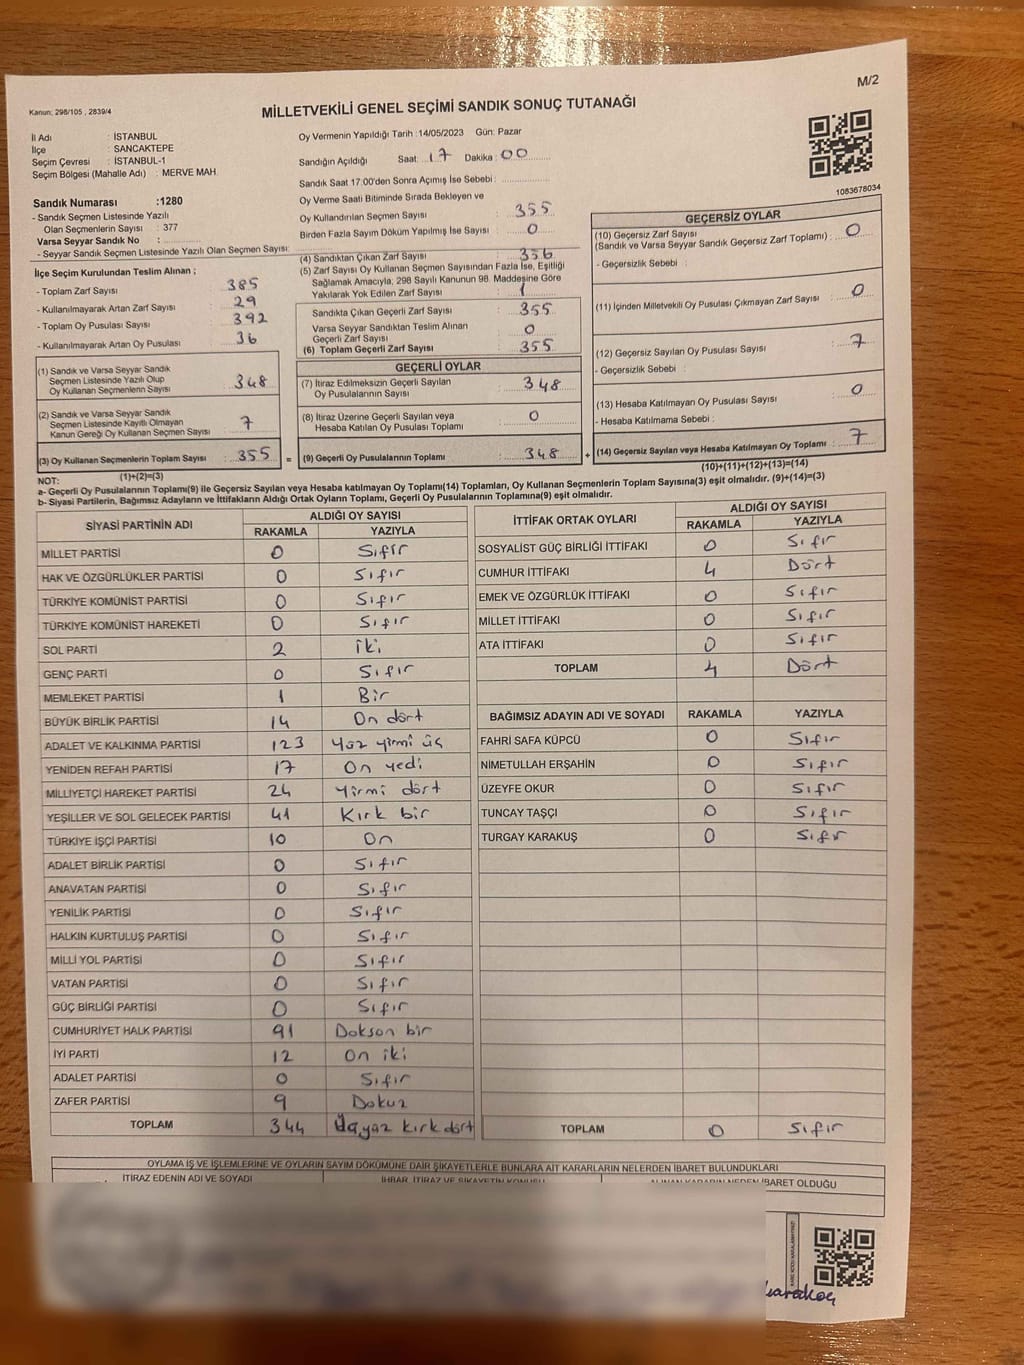 M/2
Kanun: 298/105 , 2839/4
MİLLETVEKİLİ GENEL SEÇİMİ SANDIK SONUÇ TUTANAĞI
İl Adı : İSTANBUL
İlçe : SANCAKTEPE
Seçim Çevresi : İSTANBUL-1
Seçim Bölgesi (Mahalle Adı) : MERVE MAH.
Sandık Numarası :1280
- Sandık Seçmen Listesinde Yazılı
Olan Seçmenlerin Sayısı : 377
Varsa Seyyar Sandık No :
- Seyyar Sandık Seçmen Listesinde Yazılı Olan Seçmen Sayısı:
Oy Vermenin Yapıldığı Tarih :14/05/2023 Gün: Pazar
Sandığın Açıldığı Saat: 17 Dakika: 00
Sandık Saat 17:00'den Sonra Açımış İse Sebebi :
Oy Verme Saati Bitiminde Sırada Bekleyen ve
Oy Kullandırılan Seçmen Sayısı : 355
Birden Fazla Sayım Döküm Yapılmış İse Sayısı : 0
1083678034
İlçe Seçim Kurulundan Teslim Alınan ;
- Toplam Zarf Sayısı : 385
- Kullanılmayarak Artan Zarf Sayısı : 29
- Toplam Oy Pusulası Sayısı : 392
- Kullanılmayarak Artan Oy Pusulası : 36
(1) Sandık ve Varsa Seyyar Sandık
Seçmen Listesinde Yazılı Olup
Oy Kullanan Seçmenlerın Sayısı : 348
(2) Sandık ve Varsa Seyyar Sandık
Seçmen Listesinde Kayıtlı Olmayan
Kanun Gereği Oy Kullanan Seçmen Sayısı : 7
(3) Oy Kullanan Seçmenlerin Toplam Sayısı : 355
(1)+(2)=(3)
(4) Sandıktan Çıkan Zarf Sayısı : 356
(5) Zarf Sayısı Oy Kullanan Seçmen Sayısından Fazla İse, Eşitliği
Sağlamak Amacıyla, 298 Sayılı Kanunun 98. Maddesine Göre
Yakılarak Yok Edilen Zarf Sayısı : 1
Sandıkta Çıkan Geçerli Zarf Sayısı : 355
Varsa Seyyar Sandıktan Teslim Alınan
Geçerli Zarf Sayısı : 0
(6) Toplam Geçerli Zarf Sayısı : 355
GEÇERLİ OYLAR
(7) İtiraz Edilmeksizin Geçerli Sayılan
Oy Pusulalarının Sayısı : 348
(8) İtiraz Üzerine Geçerli Sayılan veya
Hesaba Katılan Oy Pusulası Toplamı : 0
= (9) Geçerli Oy Pusulalarının Toplamı : 348 +
GEÇERSİZ OYLAR
(10) Geçersiz Zarf Sayısı
(Sandık ve Varsa Seyyar Sandık Geçersiz Zarf Toplamı) : 0
- Geçersizlik Sebebi :
(11) İçinden Milletvekili Oy Pusulası Çıkmayan Zarf Sayısı : 0
(12) Geçersiz Sayılan Oy Pusulası Sayısı : 7
- Geçersizlik Sebebi :
(13) Hesaba Katılmayan Oy Pusulası Sayısı : 0
- Hesaba Katılmama Sebebi :
(14) Geçersiz Sayılan veya Hesaba Katılmayan Oy Toplamı : 7
(10)+(11)+(12)+(13)=(14)
NOT:
a- Geçerli Oy Pusulalarının Toplamı(9) ile Geçersiz Sayılan veya Hesaba katılmayan Oy Toplamı(14) Toplamları, Oy Kullanan Seçmenlerin Toplam Sayısına(3) eşit olmalıdır. (9)+(14)=(3)
b- Siyasi Partilerin, Bağımsız Adayların ve İttifakların Aldığı Ortak Oyların Toplamı, Geçerli Oy Pusulalarının Toplamına(9) eşit olmalıdır.
SİYASİ PARTİNİN ADI ALDIĞI OY SAYISI
RAKAMLA YAZIYLA
MİLLET PARTİSİ 0 Sıfır
HAK VE ÖZGÜRLÜKLER PARTİSİ 0 Sıfır
TÜRKİYE KOMÜNİST PARTİSİ 0 Sıfır
TÜRKİYE KOMÜNİST HAREKETİ 0 Sıfır
SOL PARTİ 2 iki
GENÇ PARTİ 0 Sıfır
MEMLEKET PARTİSİ 1 Bir
BÜYÜK BİRLİK PARTİSİ 14 On dört
ADALET VE KALKINMA PARTİSİ 123 Yüz yirmi üç
YENİDEN REFAH PARTİSİ 17 On yedi
MİLLİYETÇİ HAREKET PARTİSİ 24 Yirmi dört
YEŞİLLER VE SOL GELECEK PARTİSİ 41 Kırk bir
TÜRKİYE İŞÇİ PARTİSİ 10 On
ADALET BİRLİK PARTİSİ 0 Sıfır
ANAVATAN PARTİSİ 0 Sıfır
YENİLİK PARTİSİ 0 Sıfır
HALKIN KURTULUŞ PARTİSİ 0 Sıfır
MİLLİ YOL PARTİSİ 0 Sıfır
VATAN PARTİSİ 0 Sıfır
GÜÇ BİRLİĞİ PARTİSİ 0 Sıfır
CUMHURİYET HALK PARTİSİ 91 Doksan bir
İYİ PARTİ 12 On iki
ADALET PARTİSİ 0 Sıfır
ZAFER PARTİSİ 9 Dokuz
TOPLAM 344 Üçyüz kırk dört
İTTİFAK ORTAK OYLARI ALDIĞI OY SAYISI
RAKAMLA YAZIYLA
SOSYALİST GÜÇ BİRLİĞİ İTTİFAKI 0 Sıfır
CUMHUR İTTİFAKI 4 Dört
EMEK VE ÖZGÜRLÜK İTTİFAKI 0 Sıfır
MİLLET İTTİFAKI 0 Sıfır
ATA İTTİFAKI 0 Sıfır
TOPLAM 4 Dört
BAĞIMSIZ ADAYIN ADI VE SOYADI RAKAMLA YAZIYLA
FAHRİ SAFA KÜPCÜ 0 Sıfır
NİMETULLAH ERŞAHİN 0 Sıfır
ÜZEYFE OKUR 0 Sıfır
TUNCAY TAŞÇI 0 Sıfır
TURGAY KARAKUŞ 0 Sıfır
TOPLAM 0 Sıfır
OYLAMA İŞ VE İŞLEMLERİNE VE OYLARIN SAYIM DÖKÜMÜNE DAİR ŞİKAYETLERLE BUNLARA AİT KARARLARIN NELERDEN İBARET BULUNDUKLARI
İTİRAZ EDENİN ADI VE SOYADI İHBAR, İTİRAZ VE ŞİKAYETİN KONUSU ALINAN KARARIN NEDEN İBARET OLDUĞU
karakoç